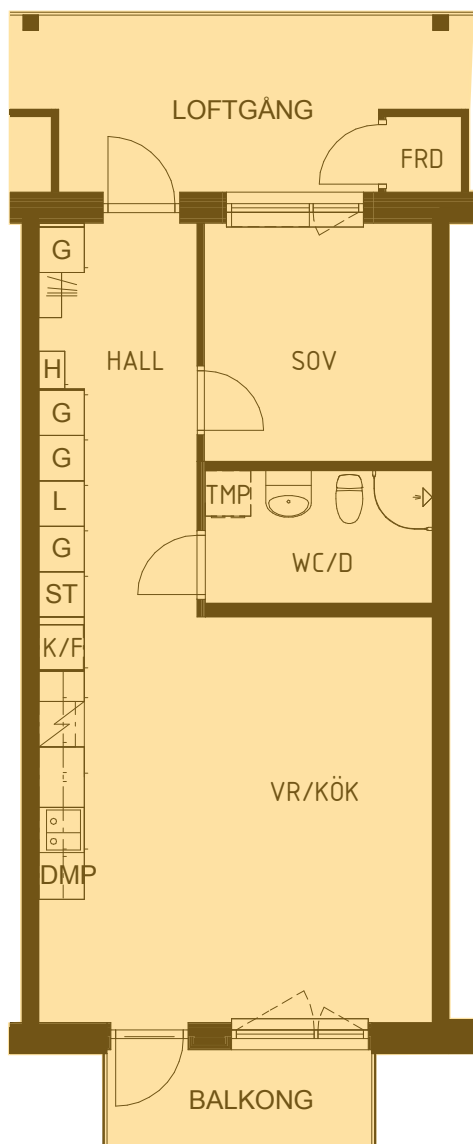 LOFTGÅNG
FRD
G
HALL
SOV
H
G
G
L
TMP
G
WC/D
ST
K/F
VR/KÖK
DMP
BALKONG